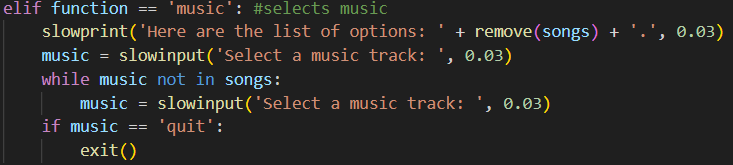 elif function == 'music': #selects music
slowprint('Here are the list of options: ' + remove(songs) + '.', 0.03)
music = slowinput('Select a music track: ', 0.03)
while music not in songs:
music = slowinput('Select a music track: ', 0.03)
if music == 'quit':
exit()